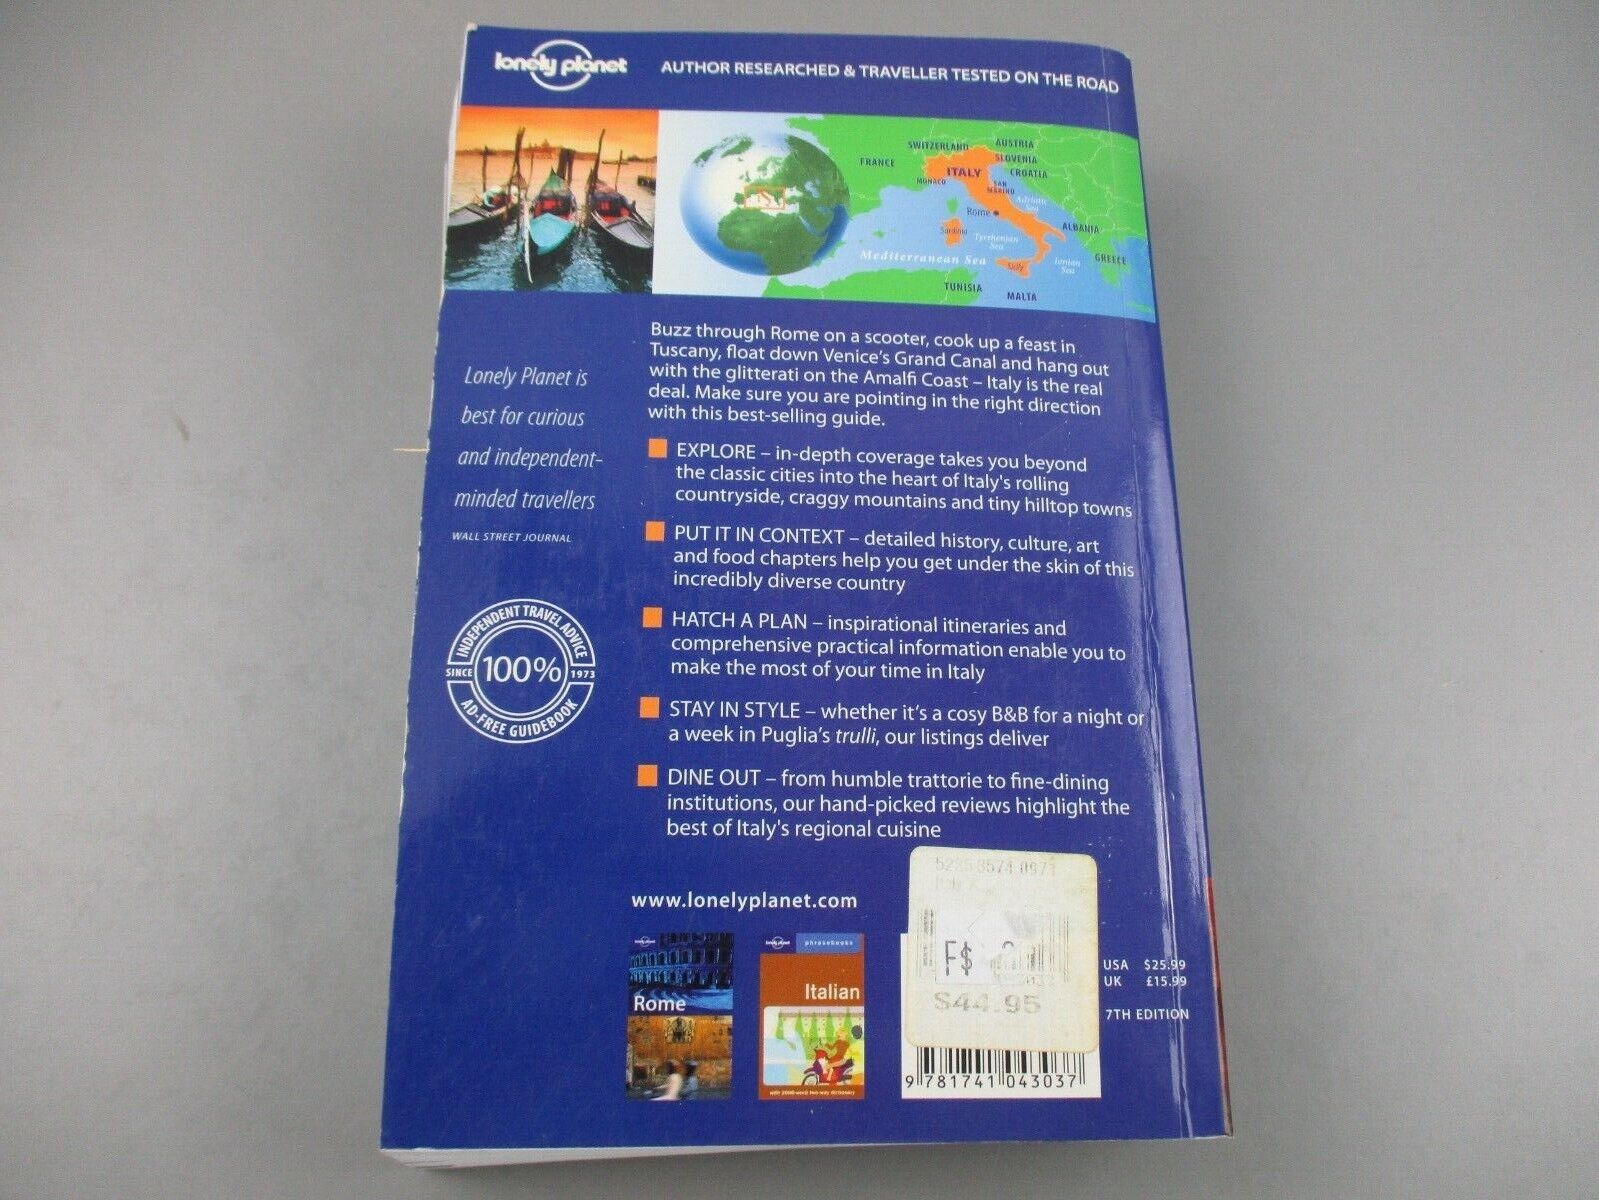 lonely planet
AUTHOR RESEARCHED & TRAVELLER TESTED ON THE ROAD
SWITZERLAND
AUSTRIA
SLOVENIA
FRANCE
ITALY
CROATIA
MONACO
SAN
MARINO
Adriatic
Sea
Rome
Sardinia
ALBANIA
Tyrrhenian
Sea
Mediterranean Sea
GREECE
Ionian
Sea
Sicily
TUNISIA
MALTA
Buzz through Rome on a scooter, cook up a feast in
Tuscany, float down Venice's Grand Canal and hang out
with the glitterati on the Amalfi Coast – Italy is the real
deal. Make sure you are pointing in the right direction
with this best-selling guide.
Lonely Planet is
best for curious
and independent-
minded travellers
WALL STREET JOURNAL
EXPLORE – in-depth coverage takes you beyond
the classic cities into the heart of Italy's rolling
countryside, craggy mountains and tiny hilltop towns
PUT IT IN CONTEXT – detailed history, culture, art
and food chapters help you get under the skin of this
incredibly diverse country
INDEPENDENT TRAVEL ADVICE
SINCE 100% 1973
AD-FREE GUIDEBOOK
HATCH A PLAN – inspirational itineraries and
comprehensive practical information enable you to
make the most of your time in Italy
STAY IN STYLE – whether it's a cosy B&B for a night or
a week in Puglia's trulli, our listings deliver
DINE OUT – from humble trattorie to fine-dining
institutions, our hand-picked reviews highlight the
best of Italy's regional cuisine
www.lonelyplanet.com
lonely planet
Rome
lonely planet phrasebooks
Italian
with 2000-word two-way dictionary
F$
$44.95
9 781741 043037
USA $25.99
UK £15.99
7TH EDITION